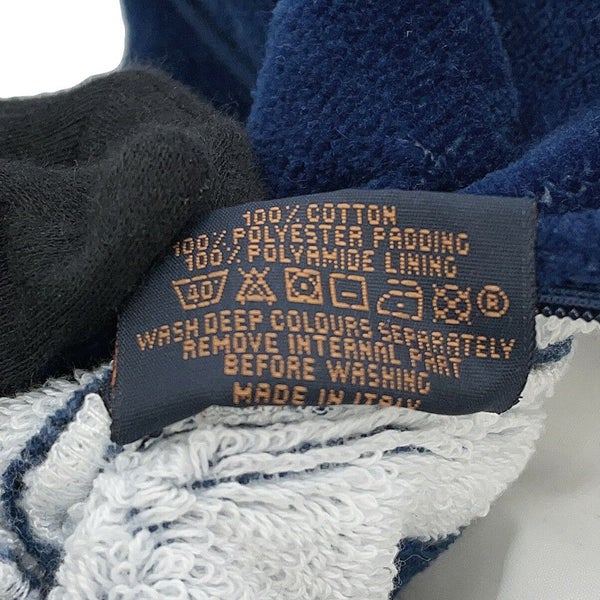 100% COTTON
100% POLYESTER PADDING
100% POLYAMIDE LINING
40 ®
WASH DEEP COLOURS SEPARATELY
REMOVE INTERNAL PART
BEFORE WASHING
MADE IN ITALY